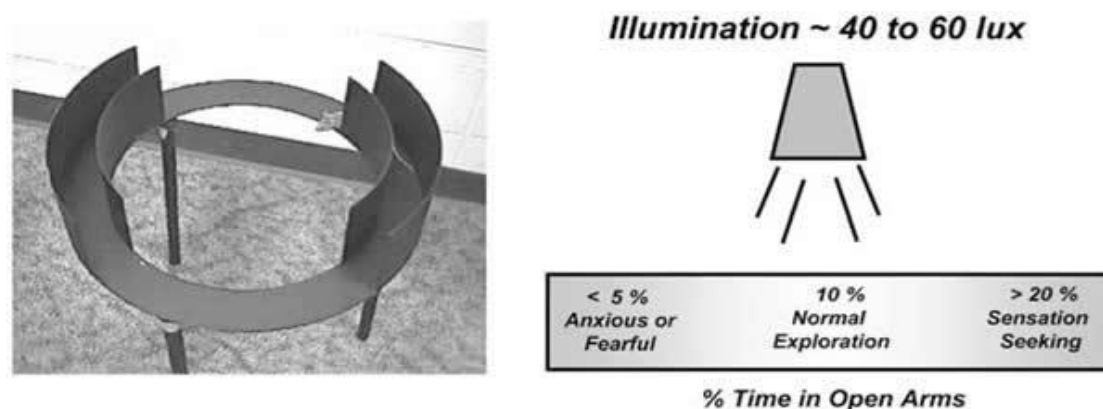 Illumination ~ 40 to 60 lux
< 5 %
Anxious or
Fearful
10 %
Normal
Exploration
> 20 %
Sensation
Seeking
% Time in Open Arms